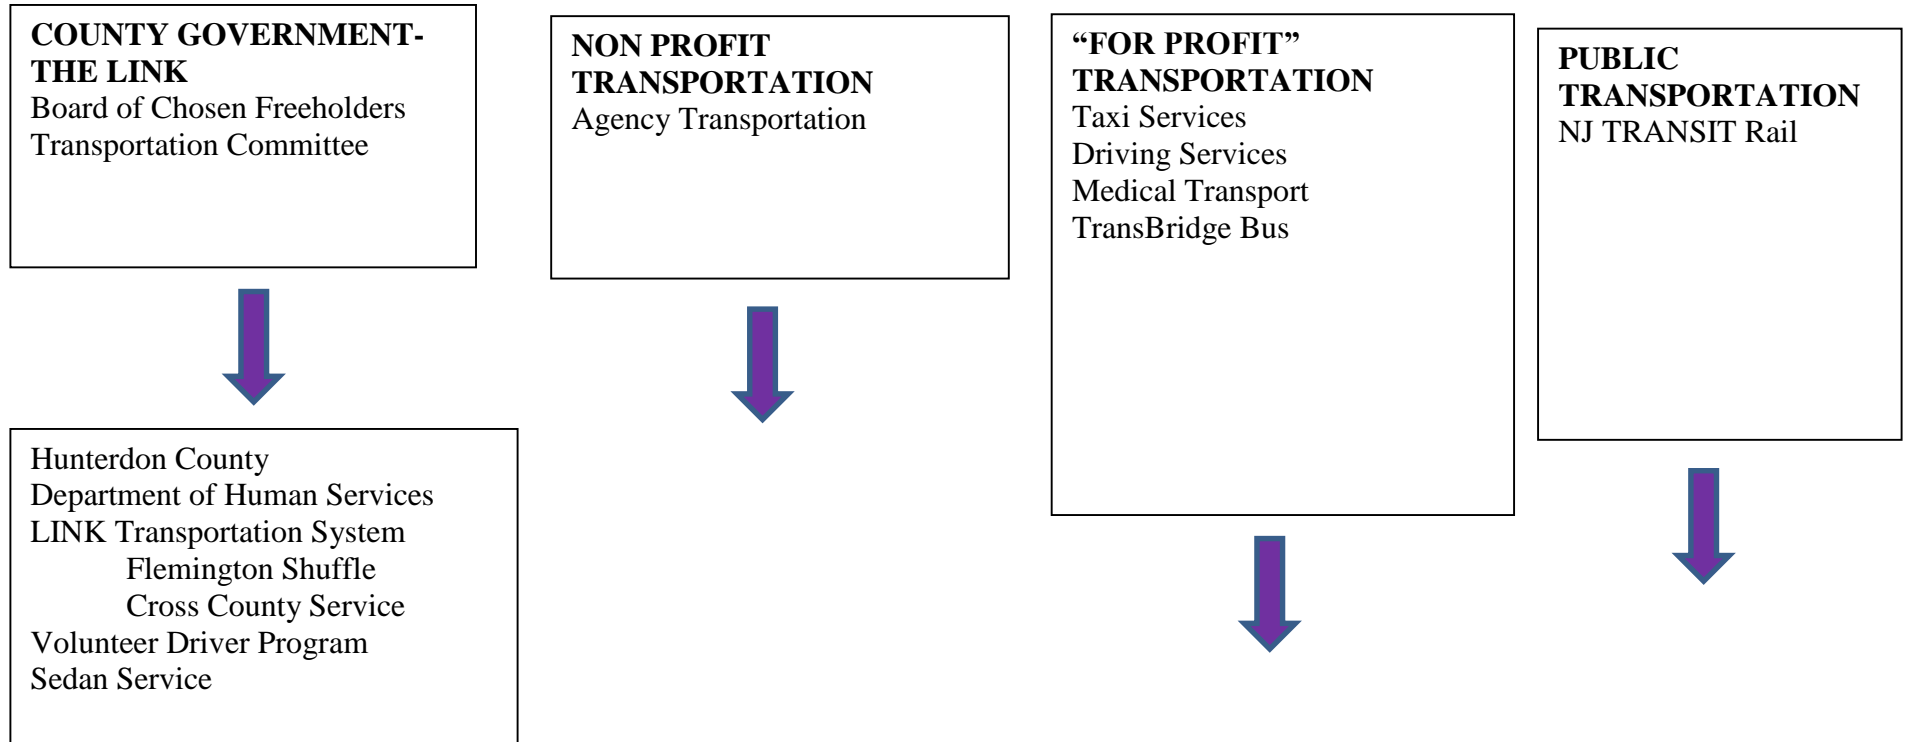 COUNTY GOVERNMENT-
THE LINK
Board of Chosen Freeholders
Transportation Committee
NON PROFIT
TRANSPORTATION
Agency Transportation
“FOR PROFIT”
TRANSPORTATION
Taxi Services
Driving Services
Medical Transport
TransBridge Bus
PUBLIC
TRANSPORTATION
NJ TRANSIT Rail
Hunterdon County
Department of Human Services
LINK Transportation System
Flemington Shuffle
Cross County Service
Volunteer Driver Program
Sedan Service